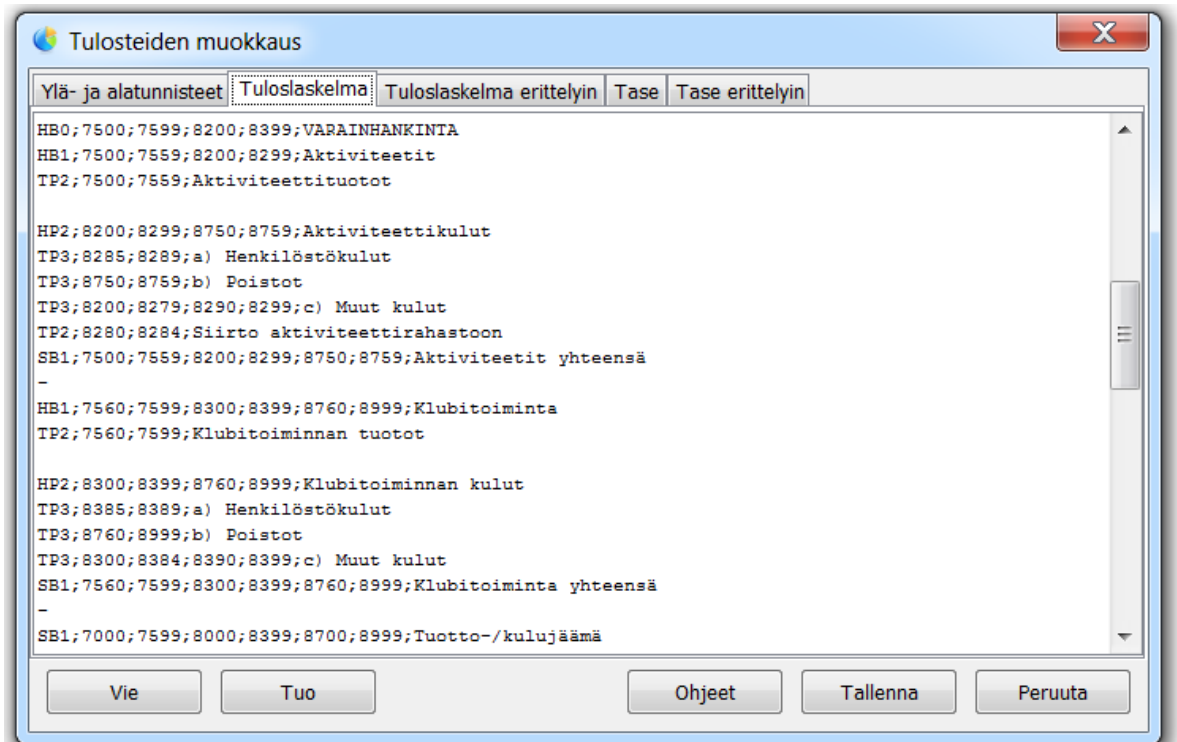 Tulosteiden muokkaus
Ylä- ja alatunnisteet Tuloslaskelma Tuloslaskelma erittelyin Tase Tase erittelyin
HB0;7500;7599;8200;8399;VARAINHANKINTA
HB1;7500;7559;8200;8299;Aktiviteetit
TP2;7500;7559;Aktiviteettituotot
HP2;8200;8299;8750;8759;Aktiviteettikulut
TP3;8285;8289;a) Henkilöstökulut
TP3;8750;8759;b) Poistot
TP3;8200;8279;8290;8299;c) Muut kulut
TP2;8280;8284;Siirto aktiviteettirahastoon
SB1;7500;7559;8200;8299;8750;8759;Aktiviteetit yhteensä
-
HB1;7560;7599;8300;8399;8760;8999;Klubitoiminta
TP2;7560;7599;Klubitoiminnan tuotot
HP2;8300;8399;8760;8999;Klubitoiminnan kulut
TP3;8385;8389;a) Henkilöstökulut
TP3;8760;8999;b) Poistot
TP3;8300;8384;8390;8399;c) Muut kulut
SB1;7560;7599;8300;8399;8760;8999;Klubitoiminta yhteensä
-
SB1;7000;7599;8000;8399;8700;8999;Tuotto-/kulujäämä
Vie Tuo Ohjeet Tallenna Peruuta